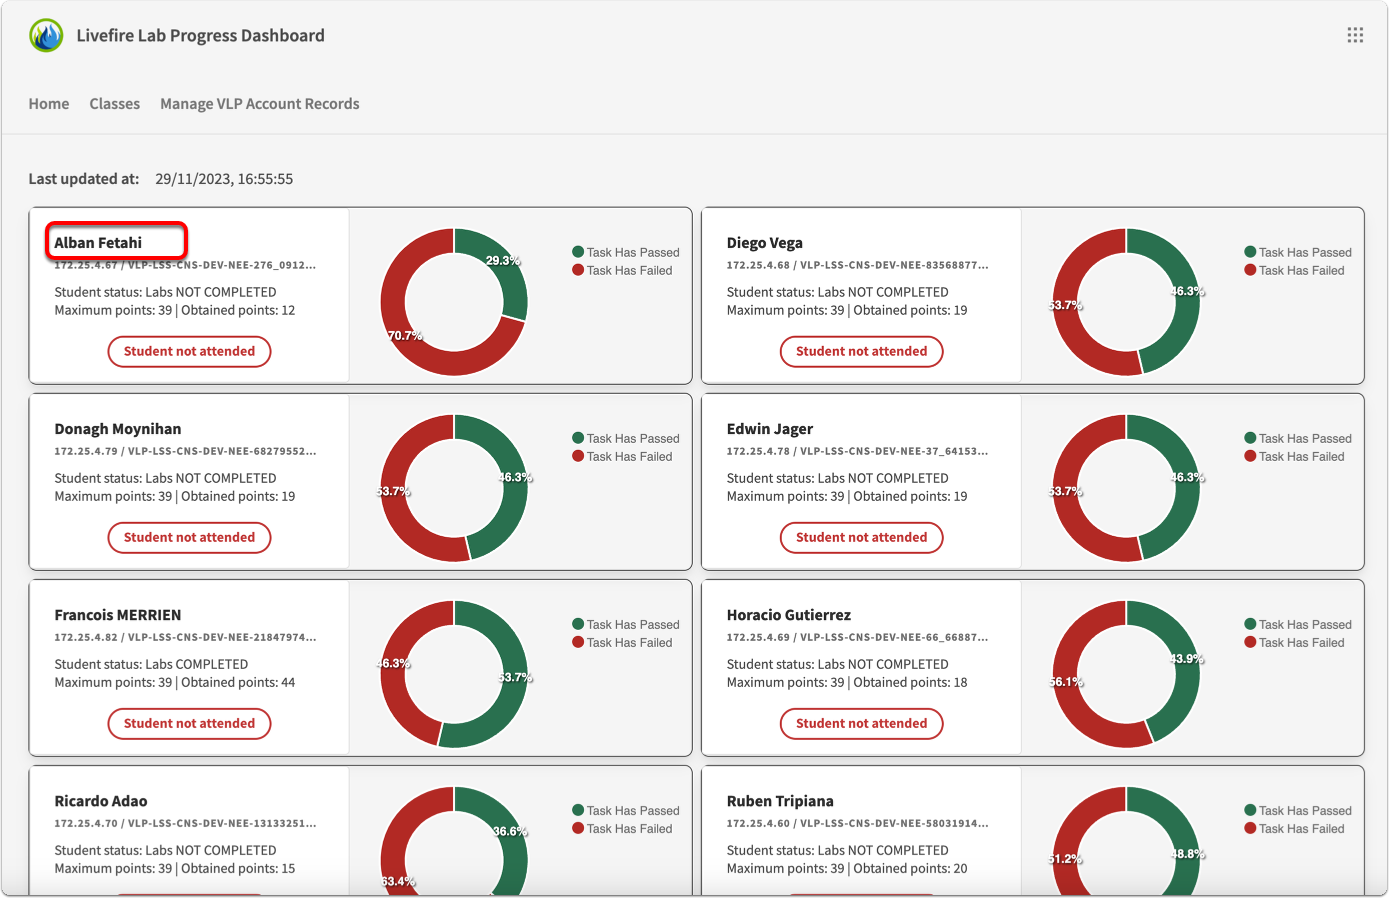 Livefire Lab Progress Dashboard
Home Classes Manage VLP Account Records
Last updated at: 29/11/2023, 16:55:55
Alban Fetahi
172.25.4.67 / VLP-LSS-CNS-DEV-NEE-276_0912...
Student status: Labs NOT COMPLETED
Maximum points: 39 | Obtained points: 12
Student not attended
29.3%
70.7%
Task Has Passed
Task Has Failed
Diego Vega
172.25.4.68 / VLP-LSS-CNS-DEV-NEE-83568877...
Student status: Labs NOT COMPLETED
Maximum points: 39 | Obtained points: 19
Student not attended
46.3%
53.7%
Task Has Passed
Task Has Failed
Donagh Moynihan
172.25.4.79 / VLP-LSS-CNS-DEV-NEE-68279552...
Student status: Labs NOT COMPLETED
Maximum points: 39 | Obtained points: 19
Student not attended
46.3%
53.7%
Task Has Passed
Task Has Failed
Edwin Jager
172.25.4.78 / VLP-LSS-CNS-DEV-NEE-37_64153...
Student status: Labs NOT COMPLETED
Maximum points: 39 | Obtained points: 19
Student not attended
46.3%
53.7%
Task Has Passed
Task Has Failed
Francois MERRIEN
172.25.4.82 / VLP-LSS-CNS-DEV-NEE-21847974...
Student status: Labs COMPLETED
Maximum points: 39 | Obtained points: 44
Student not attended
46.3%
53.7%
Task Has Passed
Task Has Failed
Horacio Gutierrez
172.25.4.69 / VLP-LSS-CNS-DEV-NEE-66_66887...
Student status: Labs NOT COMPLETED
Maximum points: 39 | Obtained points: 18
Student not attended
43.9%
56.1%
Task Has Passed
Task Has Failed
Ricardo Adao
172.25.4.70 / VLP-LSS-CNS-DEV-NEE-13133251...
Student status: Labs NOT COMPLETED
Maximum points: 39 | Obtained points: 15
36.6%
63.4%
Task Has Passed
Task Has Failed
Ruben Tripiana
172.25.4.60 / VLP-LSS-CNS-DEV-NEE-58031914...
Student status: Labs NOT COMPLETED
Maximum points: 39 | Obtained points: 20
48.8%
51.2%
Task Has Passed
Task Has Failed